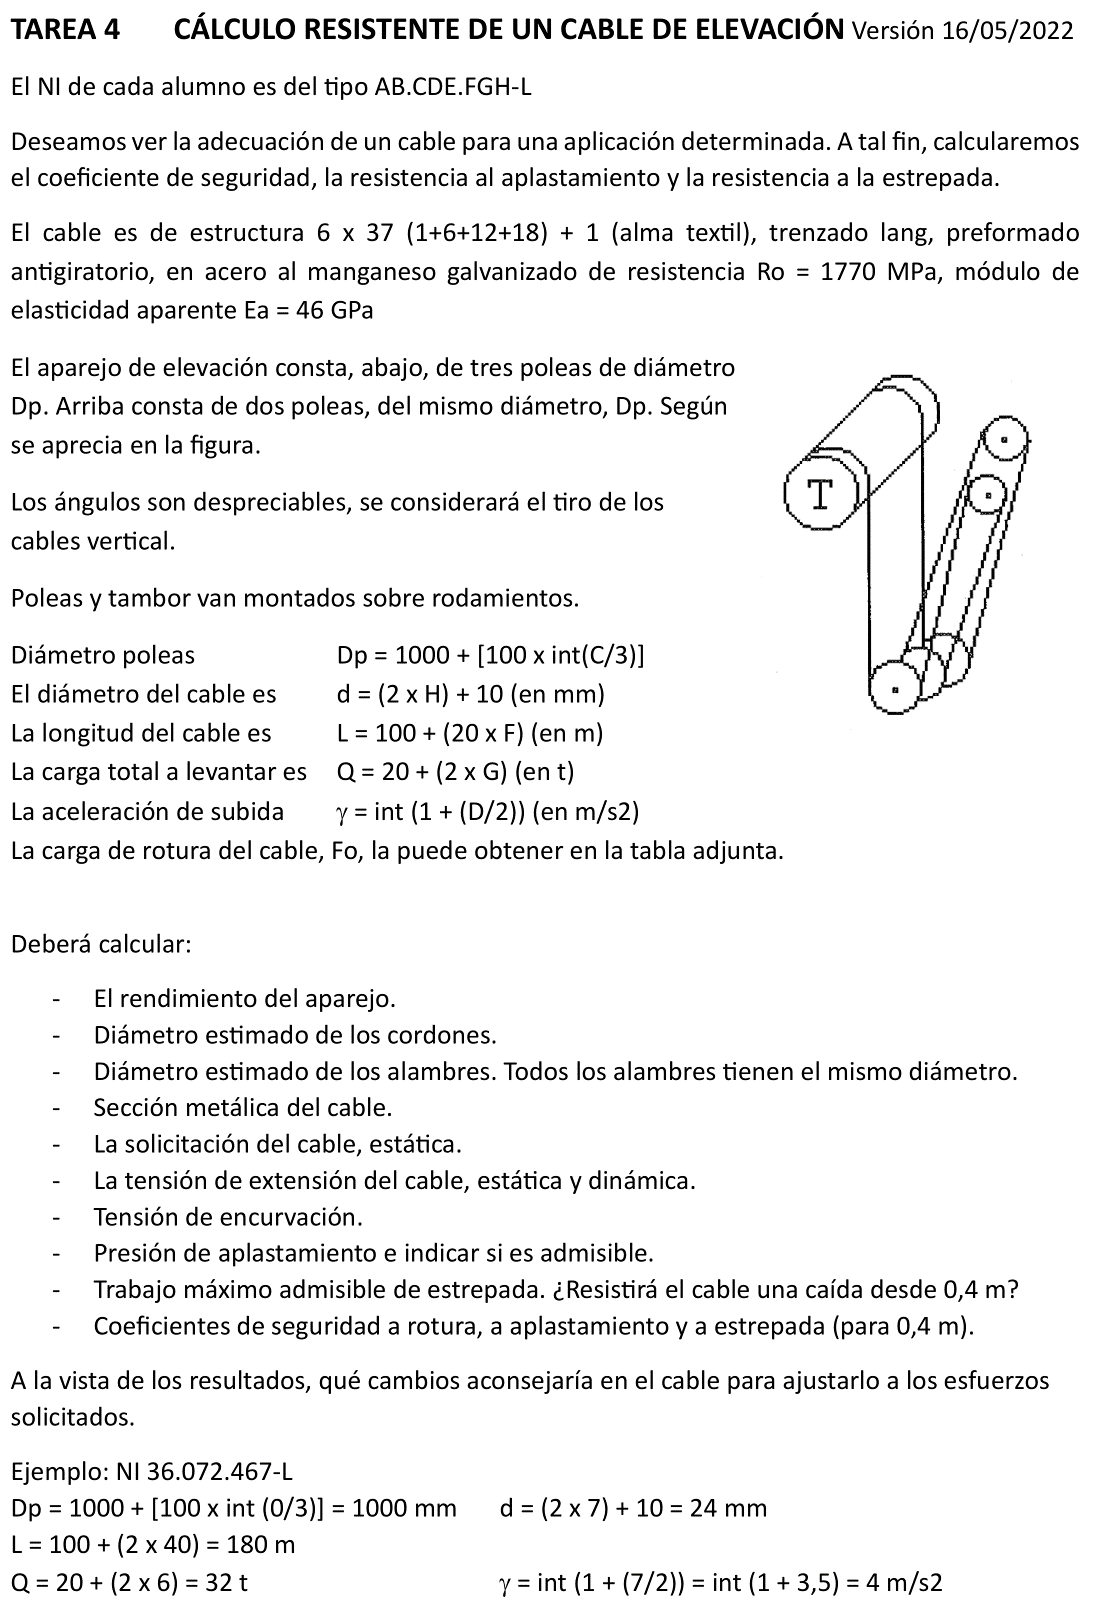 TAREA 4 CÁLCULO RESISTENTE DE UN CABLE DE ELEVACIÓN Versión 16/05/2022
El NI de cada alumno es del tipo AB.CDE.FGH-L
Deseamos ver la adecuación de un cable para una aplicación determinada. A tal fin, calcularemos
el coeficiente de seguridad, la resistencia al aplastamiento y la resistencia a la estrepada.
El cable es de estructura 6 x 37 (1+6+12+18) + 1 (alma textil), trenzado lang, preformado
antigiratorio, en acero al manganeso galvanizado de resistencia Ro = 1770 MPa, módulo de
elasticidad aparente Ea = 46 GPa
El aparejo de elevación consta, abajo, de tres poleas de diámetro
Dp. Arriba consta de dos poleas, del mismo diámetro, Dp. Según
se aprecia en la figura.
Los ángulos son despreciables, se considerará el tiro de los
cables vertical.
Poleas y tambor van montados sobre rodamientos.
T
Diámetro poleas Dp = 1000 + [100 x int(C/3)]
El diámetro del cable es d = (2 x H) + 10 (en mm)
La longitud del cable es L = 100 + (20 x F) (en m)
La carga total a levantar es Q = 20 + (2 x G) (en t)
La aceleración de subida γ = int (1 + (D/2)) (en m/s2)
La carga de rotura del cable, Fo, la puede obtener en la tabla adjunta.
Deberá calcular:
- El rendimiento del aparejo.
- Diámetro estimado de los cordones.
- Diámetro estimado de los alambres. Todos los alambres tienen el mismo diámetro.
- Sección metálica del cable.
- La solicitación del cable, estática.
- La tensión de extensión del cable, estática y dinámica.
- Tensión de encurvación.
- Presión de aplastamiento e indicar si es admisible.
- Trabajo máximo admisible de estrepada. ¿Resistirá el cable una caída desde 0,4 m?
- Coeficientes de seguridad a rotura, a aplastamiento y a estrepada (para 0,4 m).
A la vista de los resultados, qué cambios aconsejaría en el cable para ajustarlo a los esfuerzos
solicitados.
Ejemplo: NI 36.072.467-L
Dp = 1000 + [100 x int (0/3)] = 1000 mm d = (2 x 7) + 10 = 24 mm
L = 100 + (2 x 40) = 180 m
Q = 20 + (2 x 6) = 32 t γ = int (1 + (7/2)) = int (1 + 3,5) = 4 m/s2